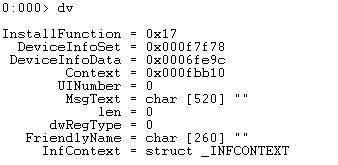 0:000> dv
InstallFunction = 0x17
DeviceInfoSet = 0x000f7f78
DeviceInfoData = 0x0006fe9c
Context = 0x000fbb10
UINumber = 0
MsgText = char [520] ""
len = 0
dwRegType = 0
FriendlyName = char [260] ""
InfContext = struct _INFCONTEXT